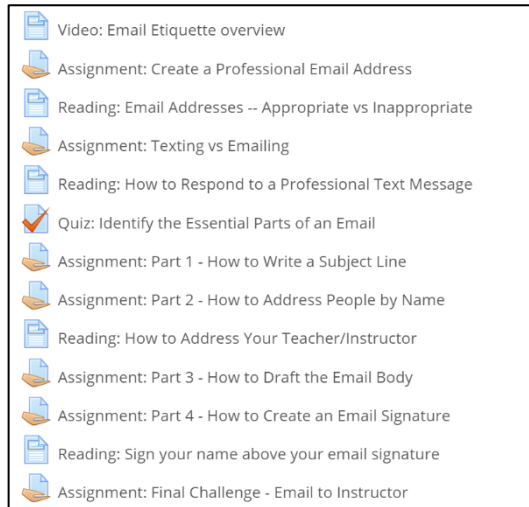 Video: Email Etiquette overview
Assignment: Create a Professional Email Address
Reading: Email Addresses -- Appropriate vs Inappropriate
Assignment: Texting vs Emailing
Reading: How to Respond to a Professional Text Message
Quiz: Identify the Essential Parts of an Email
Assignment: Part 1 - How to Write a Subject Line
Assignment: Part 2 - How to Address People by Name
Reading: How to Address Your Teacher/Instructor
Assignment: Part 3 - How to Draft the Email Body
Assignment: Part 4 - How to Create an Email Signature
Reading: Sign your name above your email signature
Assignment: Final Challenge - Email to Instructor